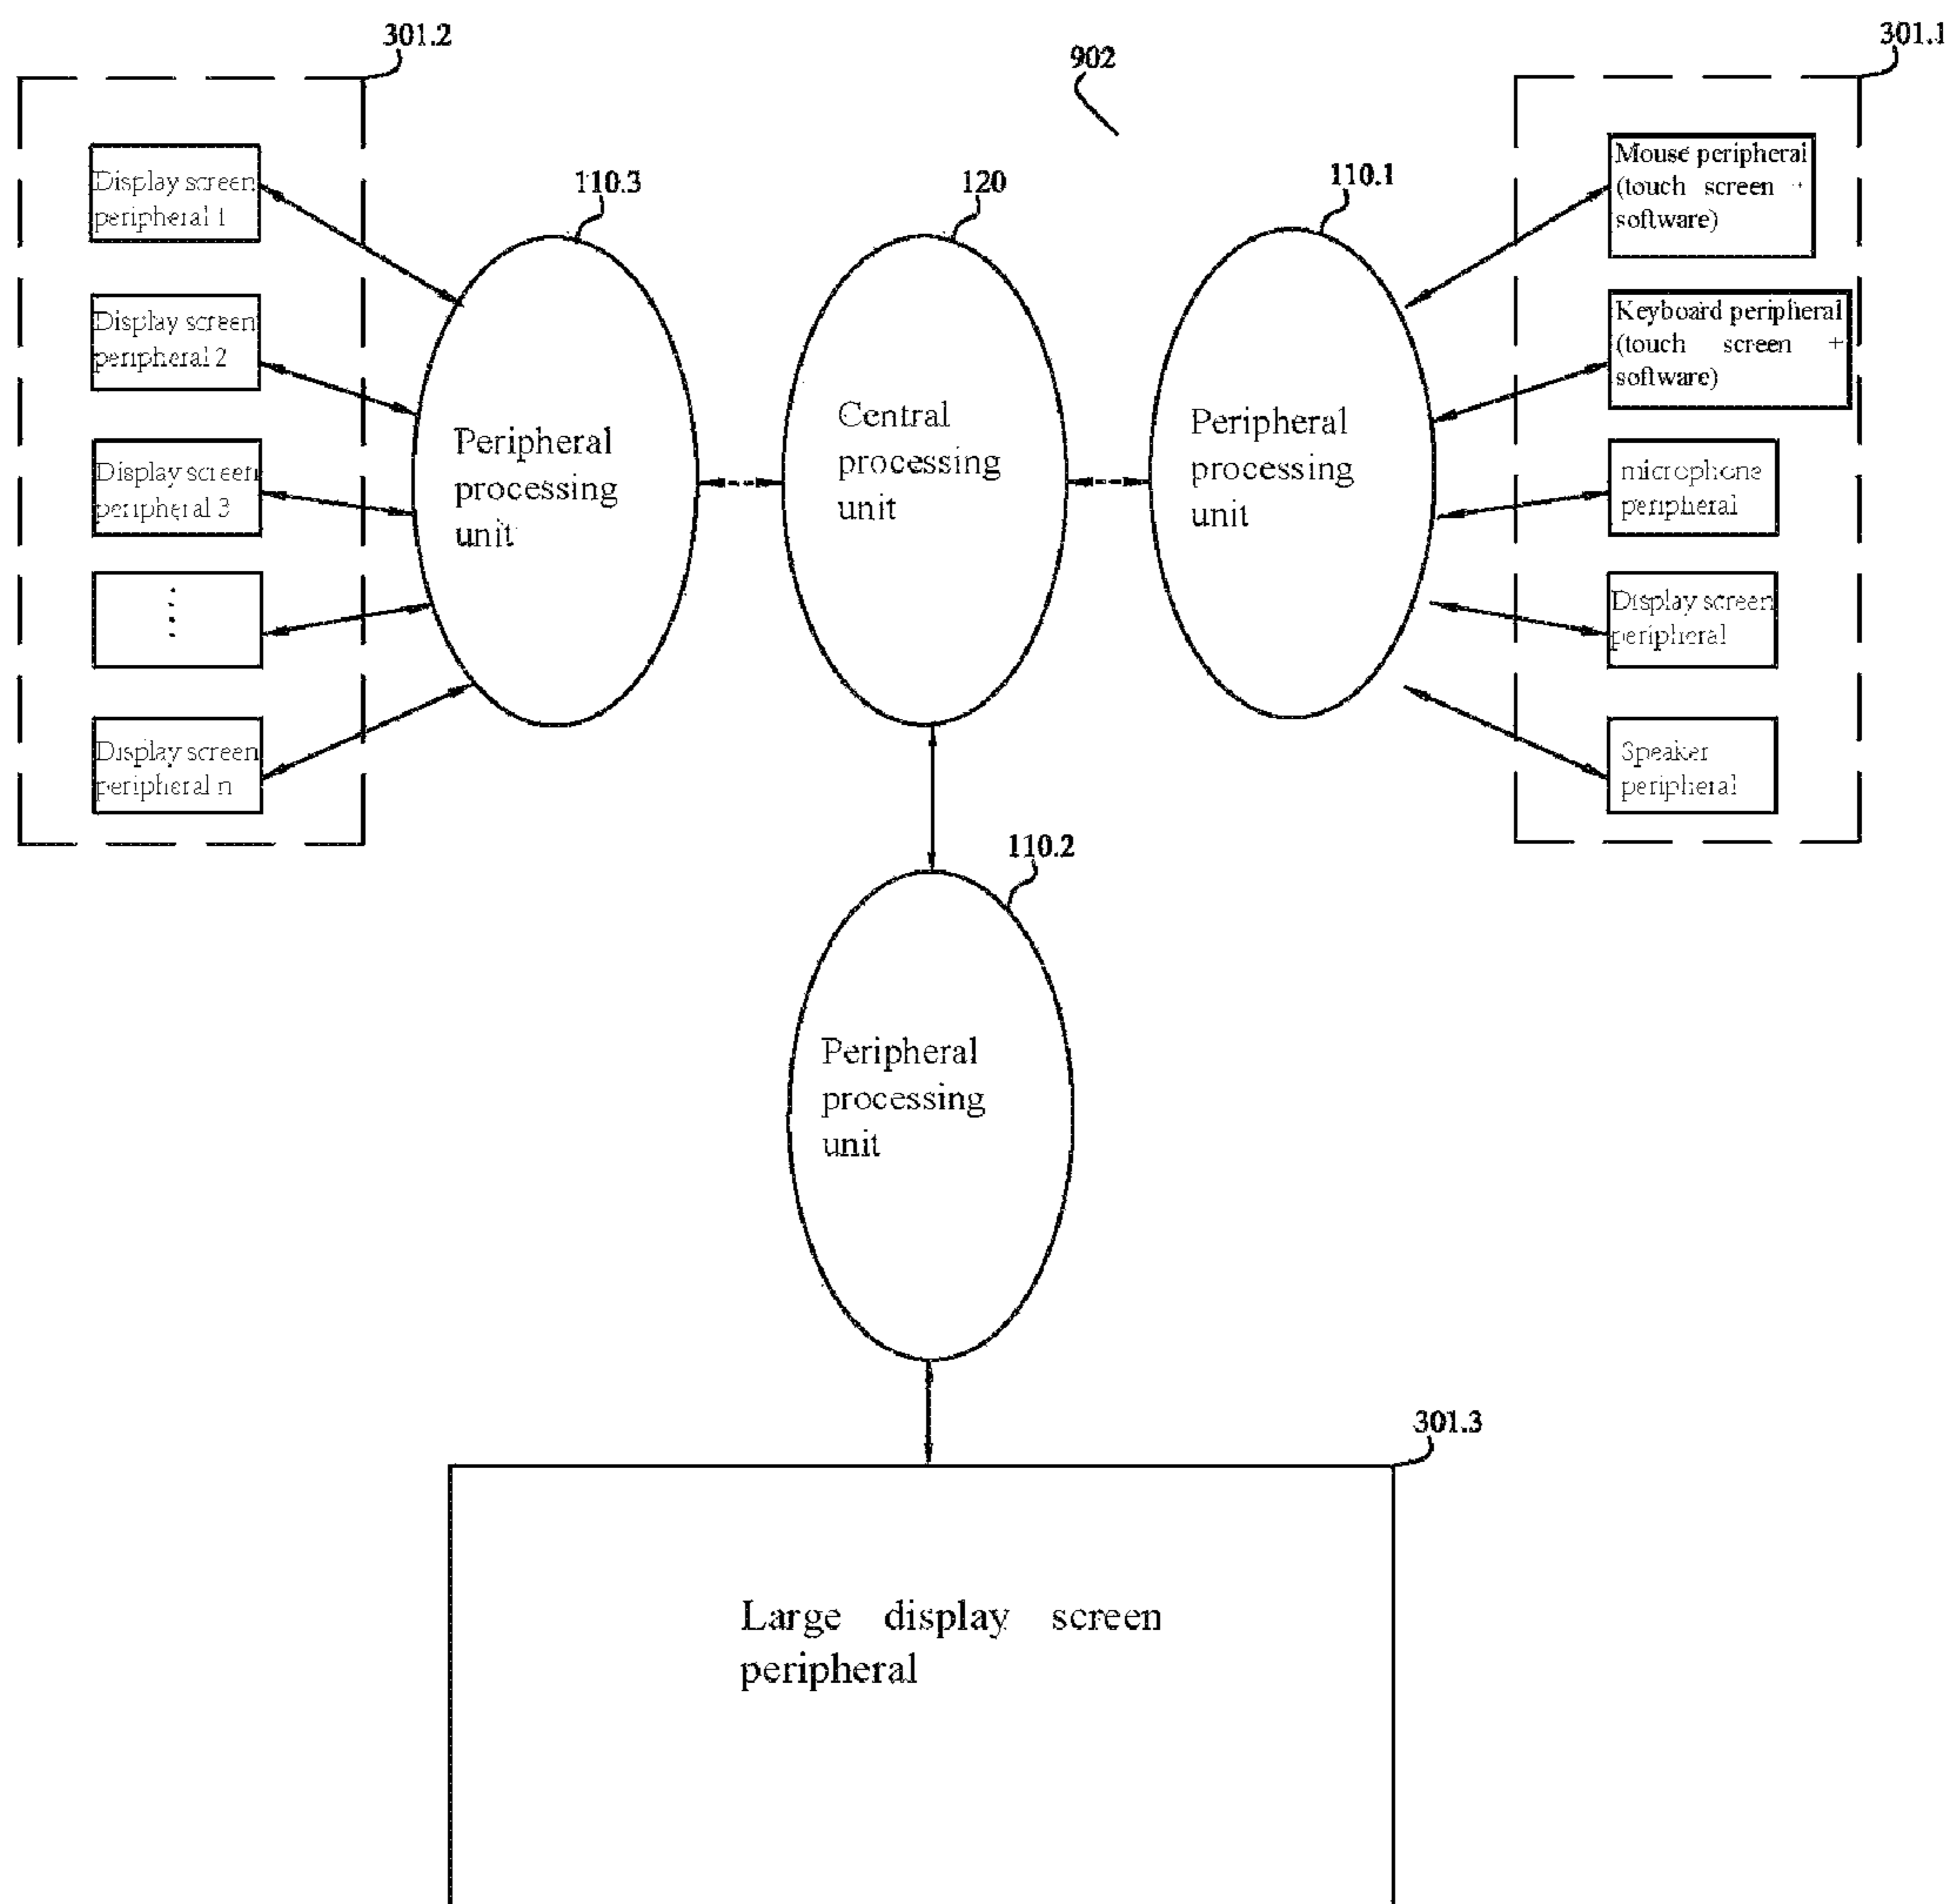 301.2
902
301.1
Display screen
peripheral 1
110.3
120
110.1
Mouse peripheral
(touch screen +
software)
Display screen
peripheral 2
Keyboard peripheral
(touch screen +
software)
Display screen
peripheral 3
Peripheral
processing
unit
Central
processing
unit
Peripheral
processing
unit
microphone
peripheral
....
Display screen
peripheral
Display screen
peripheral n
Speaker
peripheral
110.2
Peripheral
processing
unit
301.3
Large display screen
peripheral